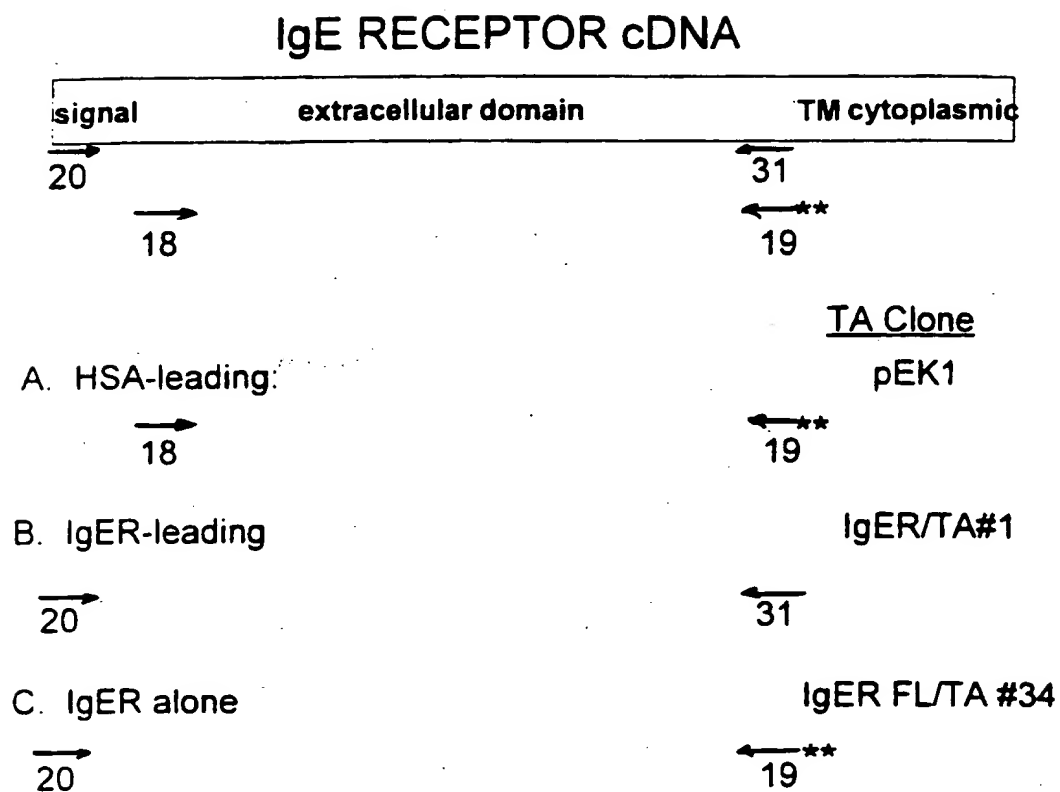 IgE RECEPTOR cDNA
signal extracellular domain TM cytoplasmic
20 31
18 19 **
TA Clone
A. HSA-leading: pEK1
18 19 **
B. IgER-leading IgER/TA#1
20 31
C. IgER alone IgER FL/TA #34
20 19 **